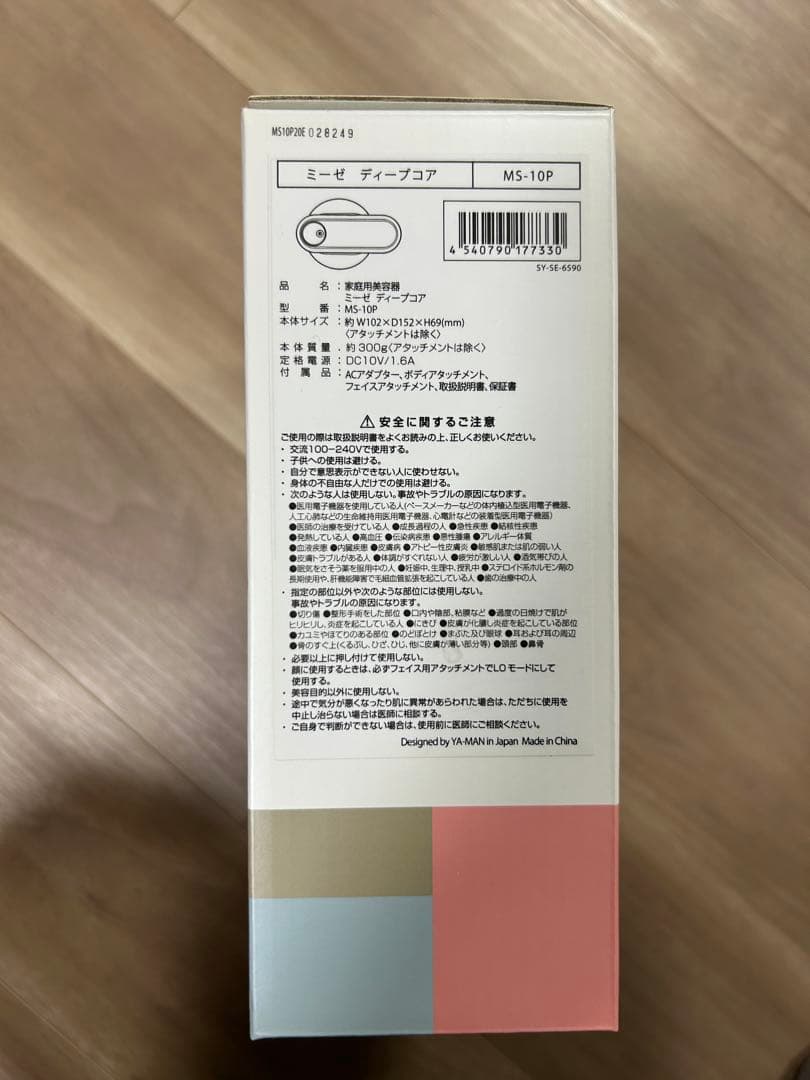 MS10P20E 028249
ミーゼ ディープコア MS-10P
4 540790 177330
SY-SE-6590
品名：家庭用美容器
ミーゼ ディープコア
型番：MS-10P
本体サイズ：約 W102×D152×H69(mm)
〈アタッチメントは除く〉
本体質量：約300g〈アタッチメントは除く〉
定格電源：DC10V/1.6A
付属品：ACアダプター、ボディアタッチメント、
フェイスアタッチメント、取扱説明書、保証書
⚠安全に関するご注意
ご使用の際は取扱説明書をよくお読みの上、正しくお使いください。
・交流100−240Vで使用する。
・子供への使用は避ける。
・自分で意思表示ができない人に使わせない。
・身体の不自由な人だけでの使用は避ける。
・次のような人は使用しない。事故やトラブルの原因になります。
●医用電子機器を使用している人(ペースメーカーなどの体内植込型医用電子機器、
人工心肺などの生命維持用医用電子機器、心電計などの装着型医用電子機器)
●医師の治療を受けている人 ●成長過程の人 ●急性疾患 ●結核性疾患
●発熱している人 ●高血圧 ●伝染病疾患 ●悪性腫瘍 ●アレルギー体質
●血液疾患 ●内臓疾患 ●皮膚病 ●アトピー性皮膚炎 ●敏感肌または肌の弱い人
●皮膚トラブルがある人 ●体調がすぐれない人 ●疲労が激しい人 ●酒気帯びの人
●眠気をさそう薬を服用中の人 ●妊娠中、生理中、授乳中 ●ステロイド系ホルモン剤の
長期使用や、肝機能障害で毛細血管拡張を起こしている人 ●歯の治療中の人
・指定の部位以外や次のような部位には使用しない。
事故やトラブルの原因になります。
●切り傷 ●整形手術をした部位 ●口内や陰部、粘膜など ●過度の日焼けで肌が
ヒリヒリし、炎症を起こしている人 ●にきび ●皮膚が化膿し炎症を起こしている部位
●カユミやほてりのある部位 ●のどぼとけ ●まぶた及び眼球 ●耳および耳の周辺
●骨のすぐ上(くるぶし、ひざ、ひじ、他に皮膚が薄い部分等) ●頭部 ●鼻骨
・必要以上に押し付けて使用しない。
・顔に使用するときは、必ずフェイス用アタッチメントでLOモードにして
使用する。
・美容目的以外に使用しない。
・途中で気分が悪くなったり肌に異常があらわれた場合は、ただちに使用を
中止し治らない場合は医師に相談する。
・ご自身で判断ができない場合は、使用前に医師にご相談ください。
Designed by YA-MAN in Japan Made in China